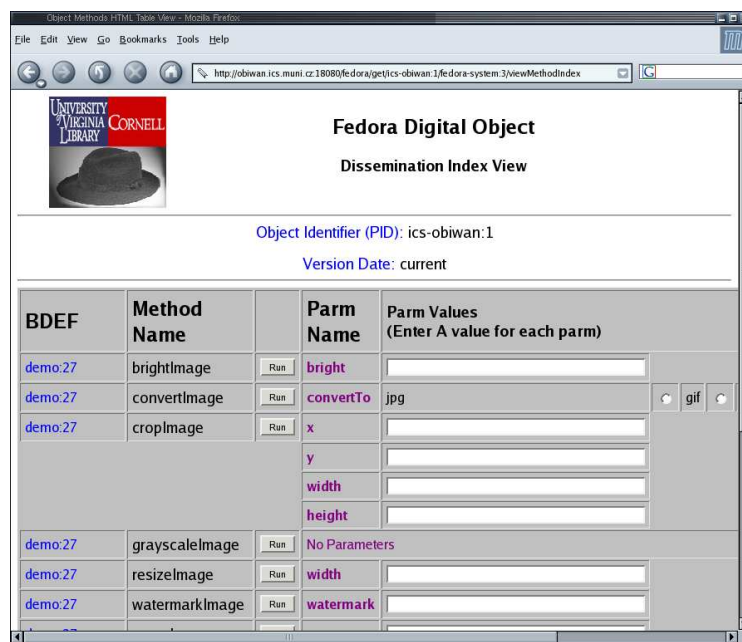 Object Methods HTML Table View - Mozilla Firefox
File Edit View Go Bookmarks Tools Help
http://obiwan.ics.muni.cz:18080/fedora/get/ics-obiwan:1/fedora-system:3/viewMethodIndex
G
UNIVERSITY
of VIRGINIA
LIBRARY
CORNELL
Fedora Digital Object
Dissemination Index View
Object Identifier (PID): ics-obiwan:1
Version Date: current
BDEF Method Name Parm Name Parm Values (Enter A value for each parm)
demo:27 brightImage Run bright
demo:27 convertImage Run convertTo jpg gif
demo:27 cropImage Run x
y
width
height
demo:27 grayscaleImage Run No Parameters
demo:27 resizeImage Run width
demo:27 watermarkImage Run watermark